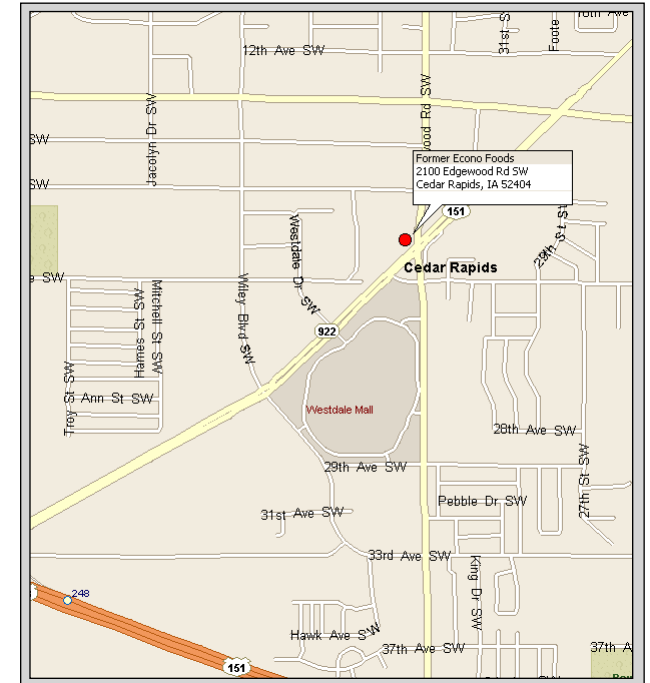 31st S
Foote
10th Ave
12th Ave SW
Jacolyn Dr SW
wood Rd SW
SW
SW
Former Econo Foods
2100 Edgewood Rd SW
Cedar Rapids, IA 52404
151
29th St SW
Westdale Dr SW
Cedar Rapids
e SW
Wiley Blvd SW
Mitchell St SW
Hames St SW
922
Troy St SW
Ann St SW
Westdale Mall
28th Ave SW
29th Ave SW
27th St SW
Pebble Dr SW
31st Ave SW
33rd Ave SW
King Dr SW
248
Hawk Ave SW
37th Ave SW
37th A
151